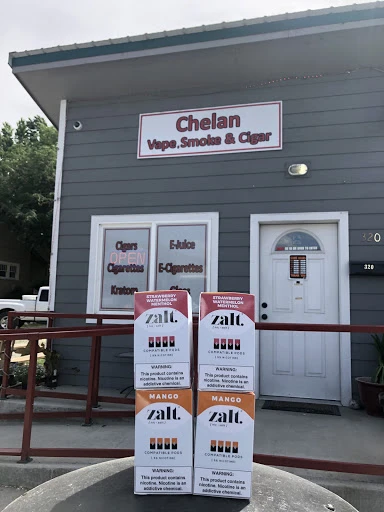 Chelan
Vape, Smoke & Cigar
Cigars
OPEN
Cigarettes
Kratom
E-Juice
E-Cigarettes
Glass
320
320
STRAWBERRY
WATERMELON
MENTHOL
zalt.
COMPATIBLE PODS
WARNING:
This product contains
nicotine. Nicotine is an
addictive chemical.
STRAWBERRY
WATERMELON
MENTHOL
zalt.
COMPATIBLE PODS
WARNING:
This product contains
nicotine. Nicotine is an
addictive chemical.
MANGO
zalt.
COMPATIBLE PODS
WARNING:
This product contains
nicotine. Nicotine is an
addictive chemical.
MANGO
zalt.
COMPATIBLE PODS
WARNING:
This product contains
nicotine. Nicotine is an
addictive chemical.